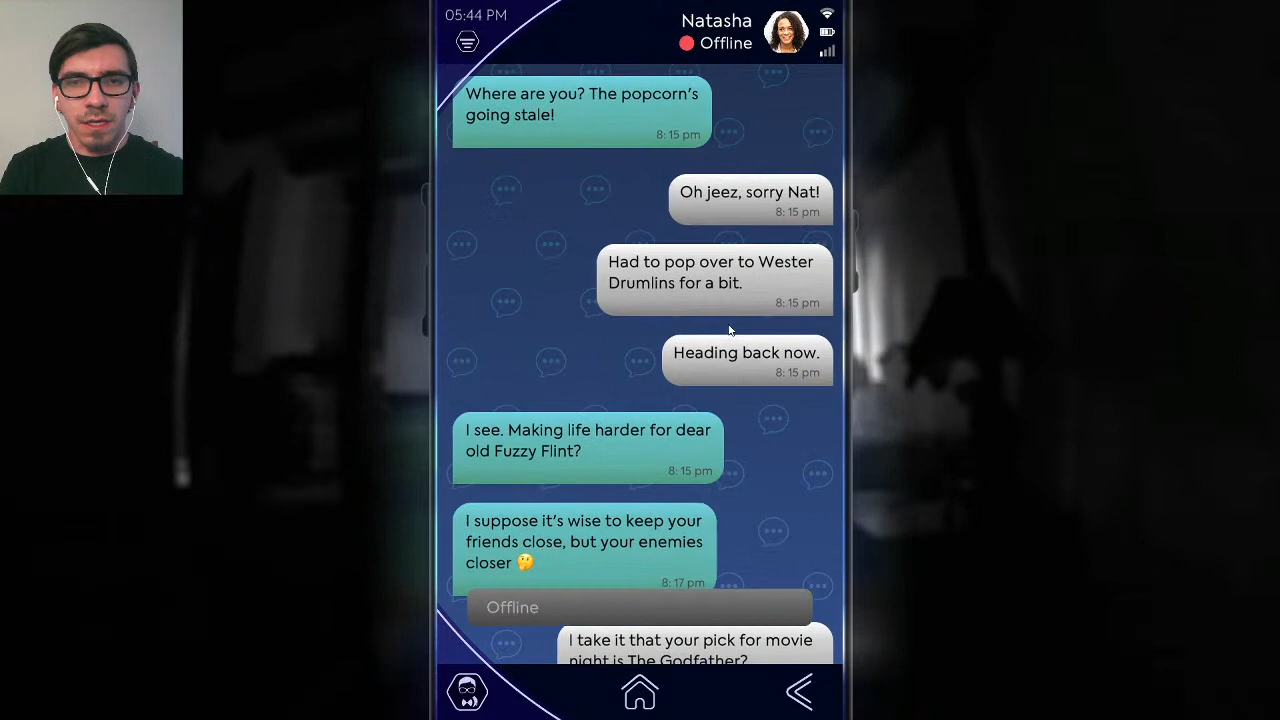 05:44 PM
Natasha
Offline
Where are you? The popcorn's
going stale!
8:15 pm
Oh jeez, sorry Nat!
8:15 pm
Had to pop over to Wester
Drumlins for a bit.
8:15 pm
Heading back now.
8:15 pm
I see. Making life harder for dear
old Fuzzy Flint?
8:15 pm
I suppose it's wise to keep your
friends close, but your enemies
closer 🤔
8:17 pm
Offline
I take it that your pick for movie
night is The Godfather?